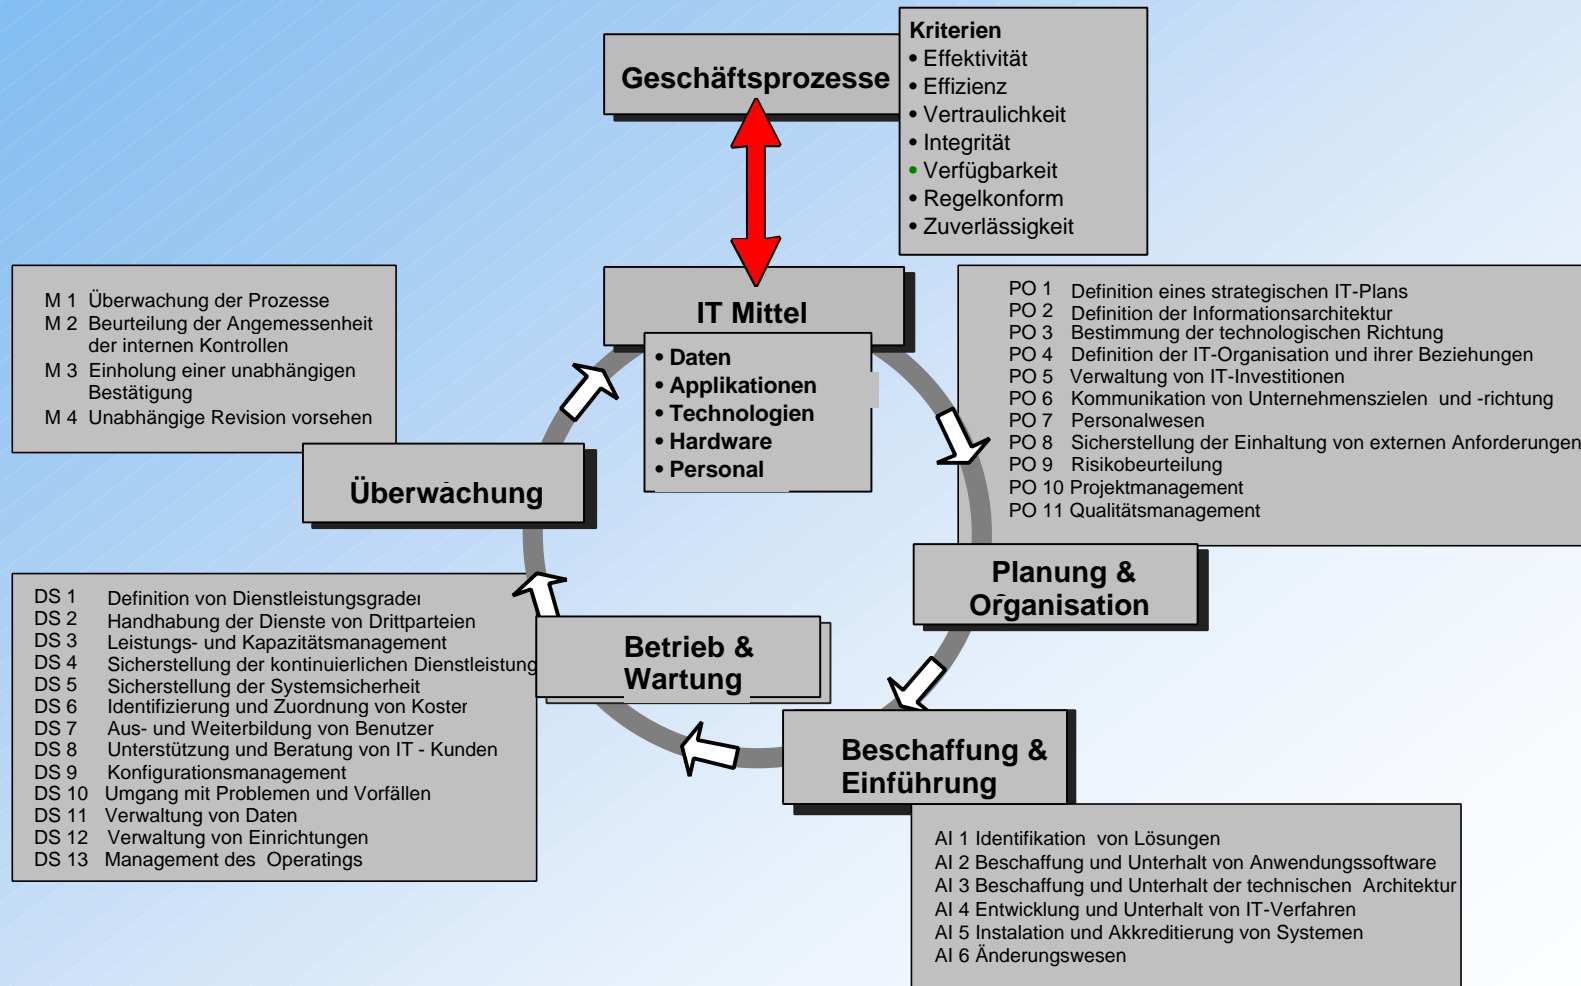 Geschäftsprozesse
Kriterien
• Effektivität
• Effizienz
• Vertraulichkeit
• Integrität
• Verfügbarkeit
• Regelkonform
• Zuverlässigkeit
IT Mittel
• Daten
• Applikationen
• Technologien
• Hardware
• Personal
M 1 Überwachung der Prozesse
M 2 Beurteilung der Angemessenheit
der internen Kontrollen
M 3 Einholung einer unabhängigen
Bestätigung
M 4 Unabhängige Revision vorsehen
Überwachung
PO 1 Definition eines strategischen IT-Plans
PO 2 Definition der Informationsarchitektur
PO 3 Bestimmung der technologischen Richtung
PO 4 Definition der IT-Organisation und ihrer Beziehungen
PO 5 Verwaltung von IT-Investitionen
PO 6 Kommunikation von Unternehmenszielen und -richtung
PO 7 Personalwesen
PO 8 Sicherstellung der Einhaltung von externen Anforderungen
PO 9 Risikobeurteilung
PO 10 Projektmanagement
PO 11 Qualitätsmanagement
Planung &
Organisation
DS 1 Definition von Dienstleistungsgrader
DS 2 Handhabung der Dienste von Drittparteien
DS 3 Leistungs- und Kapazitätsmanagement
DS 4 Sicherstellung der kontinuierlichen Dienstleistung
DS 5 Sicherstellung der Systemsicherheit
DS 6 Identifizierung und Zuordnung von Koster
DS 7 Aus- und Weiterbildung von Benutzer
DS 8 Unterstützung und Beratung von IT - Kunden
DS 9 Konfigurationsmanagement
DS 10 Umgang mit Problemen und Vorfällen
DS 11 Verwaltung von Daten
DS 12 Verwaltung von Einrichtungen
DS 13 Management des Operatings
Betrieb &
Wartung
Beschaffung &
Einführung
AI 1 Identifikation von Lösungen
AI 2 Beschaffung und Unterhalt von Anwendungssoftware
AI 3 Beschaffung und Unterhalt der technischen Architektur
AI 4 Entwicklung und Unterhalt von IT-Verfahren
AI 5 Instalation und Akkreditierung von Systemen
AI 6 Änderungswesen